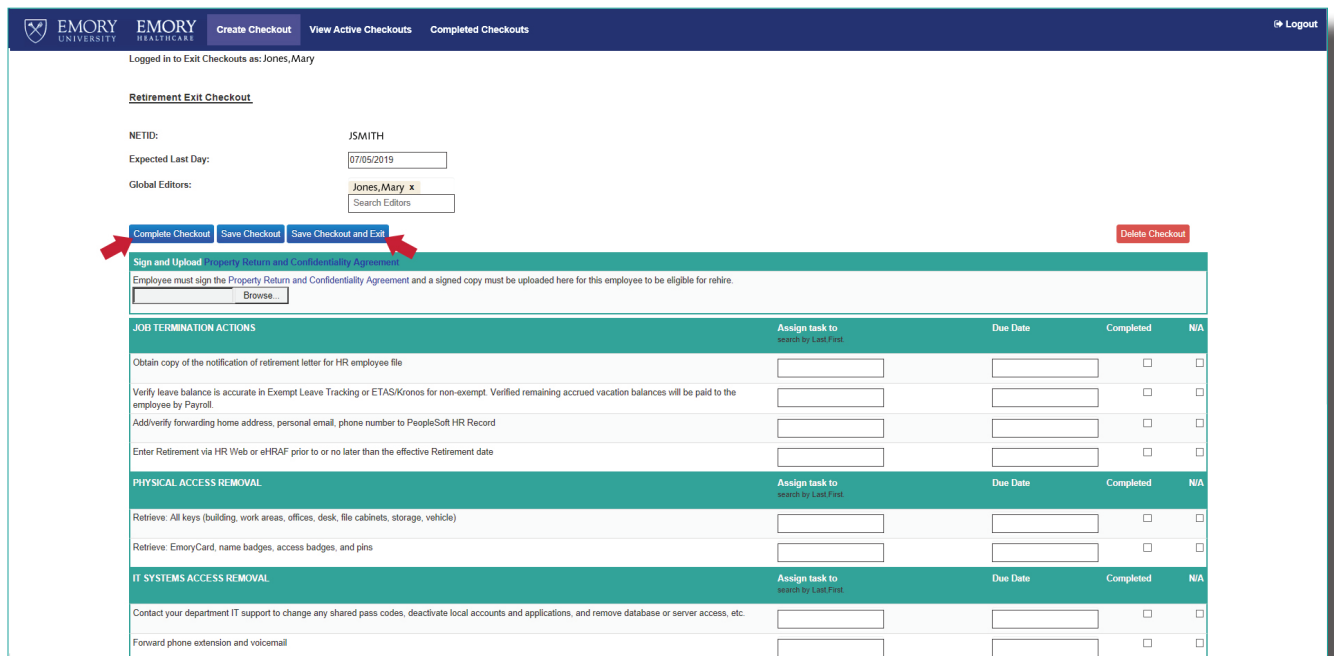 EMORY UNIVERSITY EMORY HEALTHCARE Create Checkout View Active Checkouts Completed Checkouts Logout
Logged in to Exit Checkouts as: Jones,Mary
Retirement Exit Checkout
NETID: JSMITH
Expected Last Day: 07/05/2019
Global Editors: Jones,Mary x
Search Editors
Complete Checkout Save Checkout Save Checkout and Exit Delete Checkout
Sign and Upload Property Return and Confidentiality Agreement
Employee must sign the Property Return and Confidentiality Agreement and a signed copy must be uploaded here for this employee to be eligible for rehire.
Browse...
JOB TERMINATION ACTIONS Assign task to Due Date Completed N/A
search by Last,First.
Obtain copy of the notification of retirement letter for HR employee file
Verify leave balance is accurate in Exempt Leave Tracking or ETAS/Kronos for non-exempt. Verified remaining accrued vacation balances will be paid to the
employee by Payroll.
Add/verify forwarding home address, personal email, phone number to PeopleSoft HR Record
Enter Retirement via HR Web or eHRAF prior to or no later than the effective Retirement date
PHYSICAL ACCESS REMOVAL Assign task to Due Date Completed N/A
search by Last,First.
Retrieve: All keys (building, work areas, offices, desk, file cabinets, storage, vehicle)
Retrieve: EmoryCard, name badges, access badges, and pins
IT SYSTEMS ACCESS REMOVAL Assign task to Due Date Completed N/A
search by Last,First.
Contact your department IT support to change any shared pass codes, deactivate local accounts and applications, and remove database or server access, etc.
Forward phone extension and voicemail